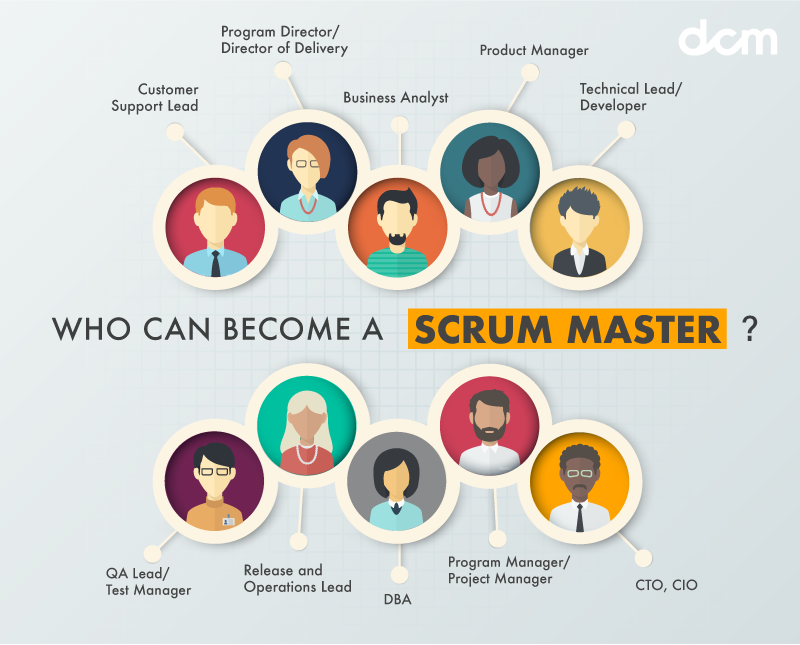 dcm
Program Director/
Director of Delivery
Product Manager
Customer
Support Lead
Business Analyst
Technical Lead/
Developer
WHO CAN BECOME A SCRUM MASTER ?
QA Lead/
Test Manager
Release and
Operations Lead
DBA
Program Manager/
Project Manager
CTO, CIO